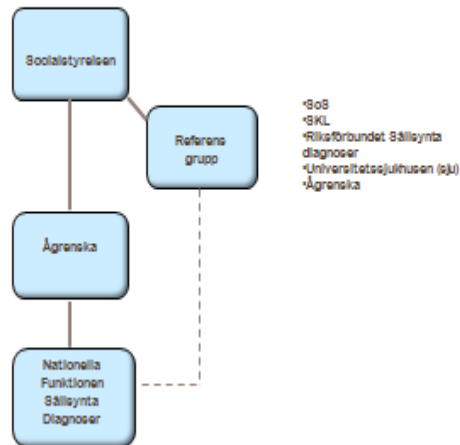 Socialstyrelsen
Referens
grupp
•SoS
•SKL
•Riksförbundet Sällsynta
diagnoser
•Universitetssjukhusen (sju)
•Ågrenska
Ågrenska
Nationella
Funktionen
Sällsynta
Diagnoser